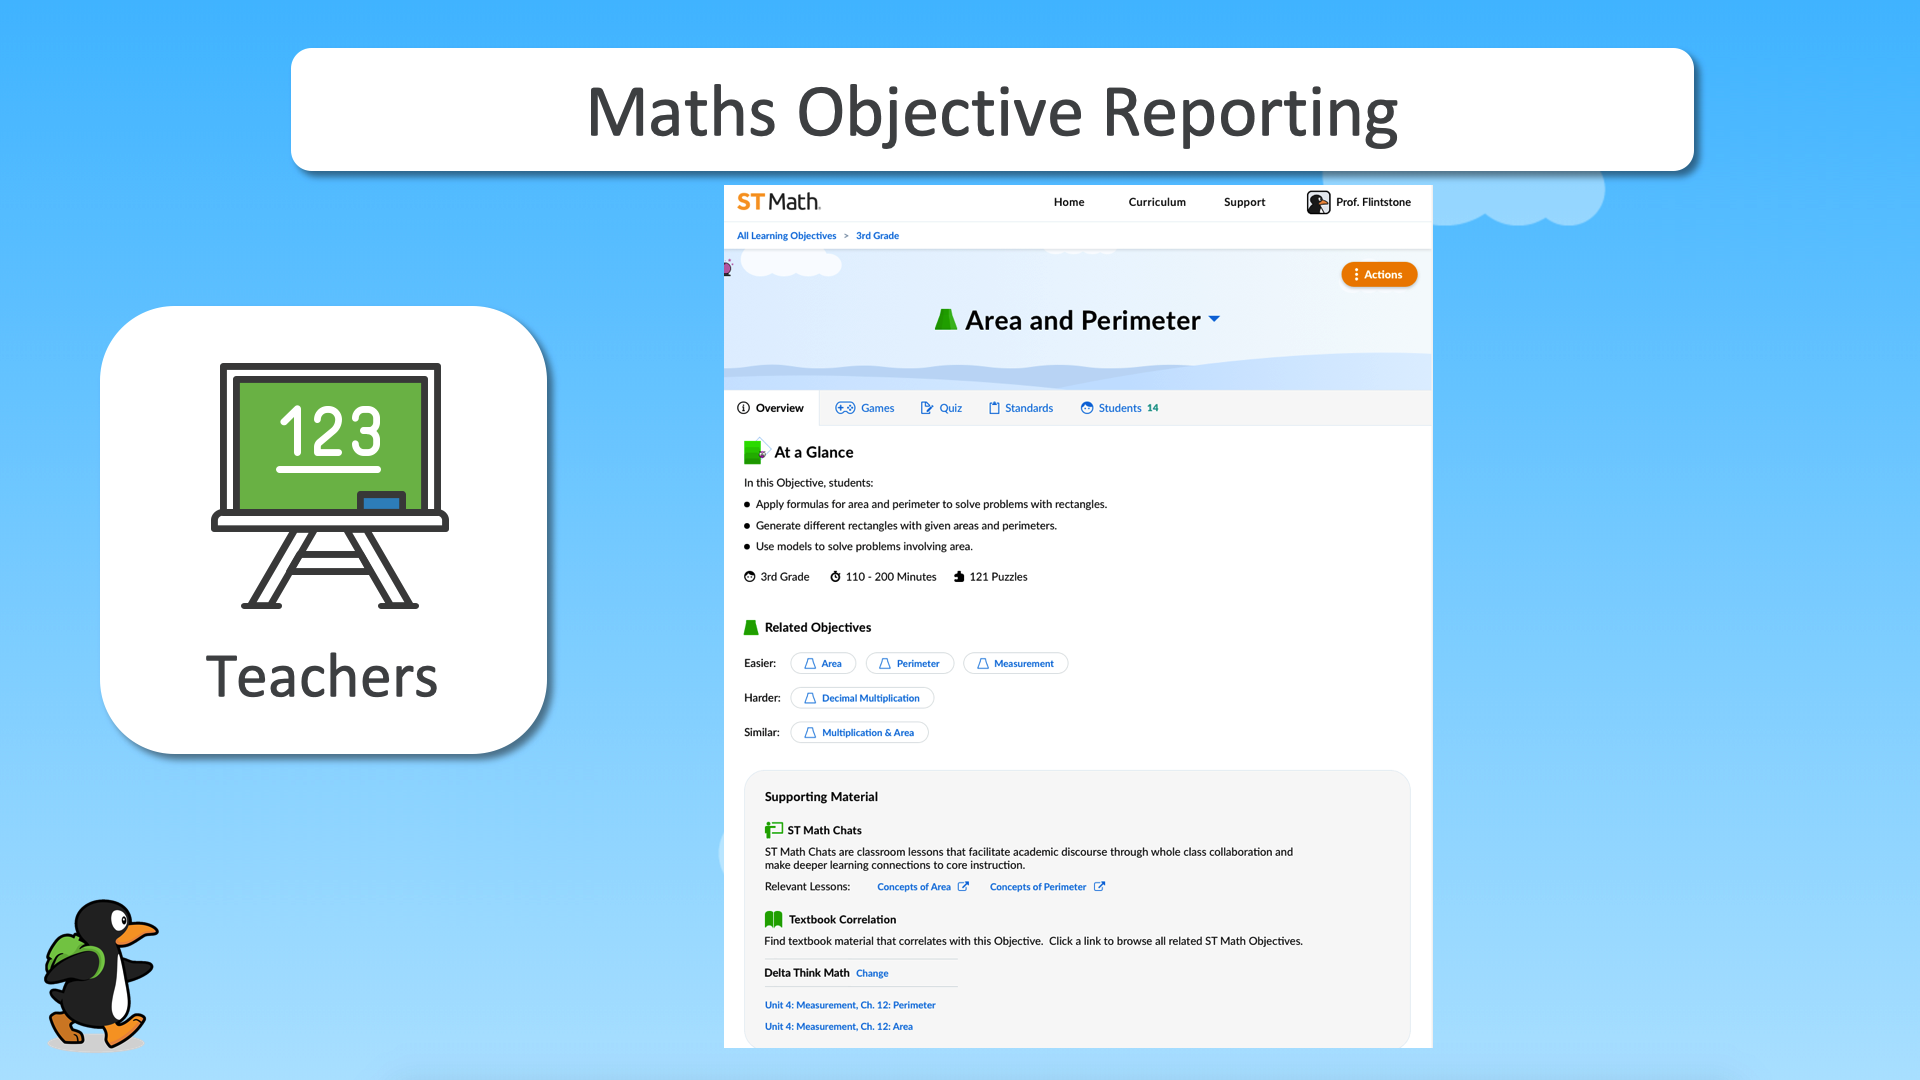 Maths Objective Reporting
ST Math.
Home Curriculum Support Prof. Flintstone
All Learning Objectives > 3rd Grade
Actions
Area and Perimeter
Overview Games Quiz Standards Students 14
At a Glance
In this Objective, students:
• Apply formulas for area and perimeter to solve problems with rectangles.
• Generate different rectangles with given areas and perimeters.
• Use models to solve problems involving area.
3rd Grade 110 - 200 Minutes 121 Puzzles
Related Objectives
Easier: Area Perimeter Measurement
Harder: Decimal Multiplication
Similar: Multiplication & Area
Supporting Material
ST Math Chats
ST Math Chats are classroom lessons that facilitate academic discourse through whole class collaboration and
make deeper learning connections to core instruction.
Relevant Lessons: Concepts of Area Concepts of Perimeter
Textbook Correlation
Find textbook material that correlates with this Objective. Click a link to browse all related ST Math Objectives.
Delta Think Math Change
Unit 4: Measurement, Ch. 12: Perimeter
Unit 4: Measurement, Ch. 12: Area
123
Teachers